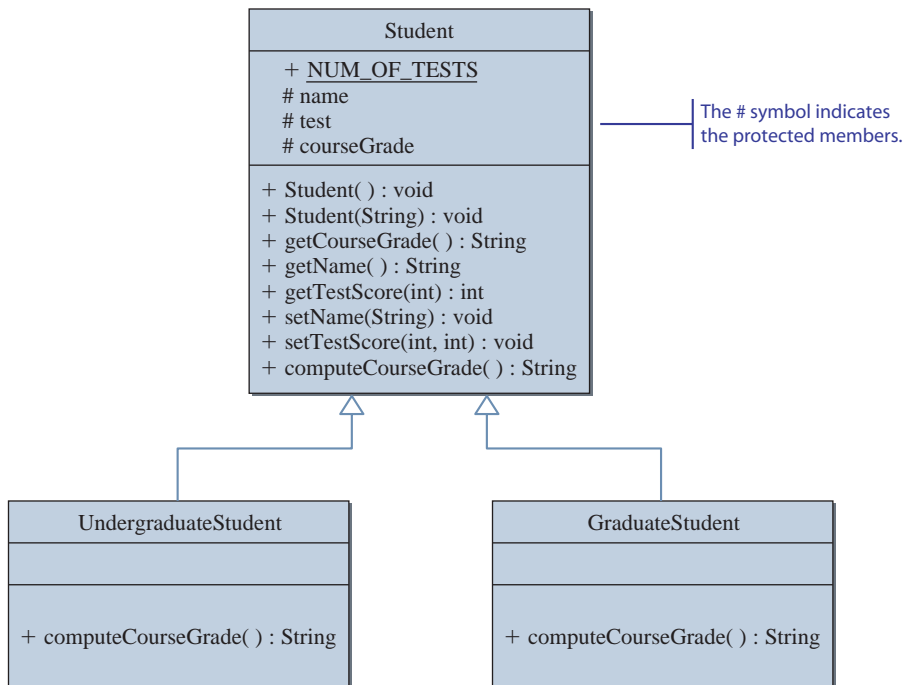 Student
+ NUM_OF_TESTS
# name
# test
# courseGrade
The # symbol indicates
the protected members.
+ Student( ) : void
+ Student(String) : void
+ getCourseGrade( ) : String
+ getName( ) : String
+ getTestScore(int) : int
+ setName(String) : void
+ setTestScore(int, int) : void
+ computeCourseGrade( ) : String
UndergraduateStudent
+ computeCourseGrade( ) : String
GraduateStudent
+ computeCourseGrade( ) : String